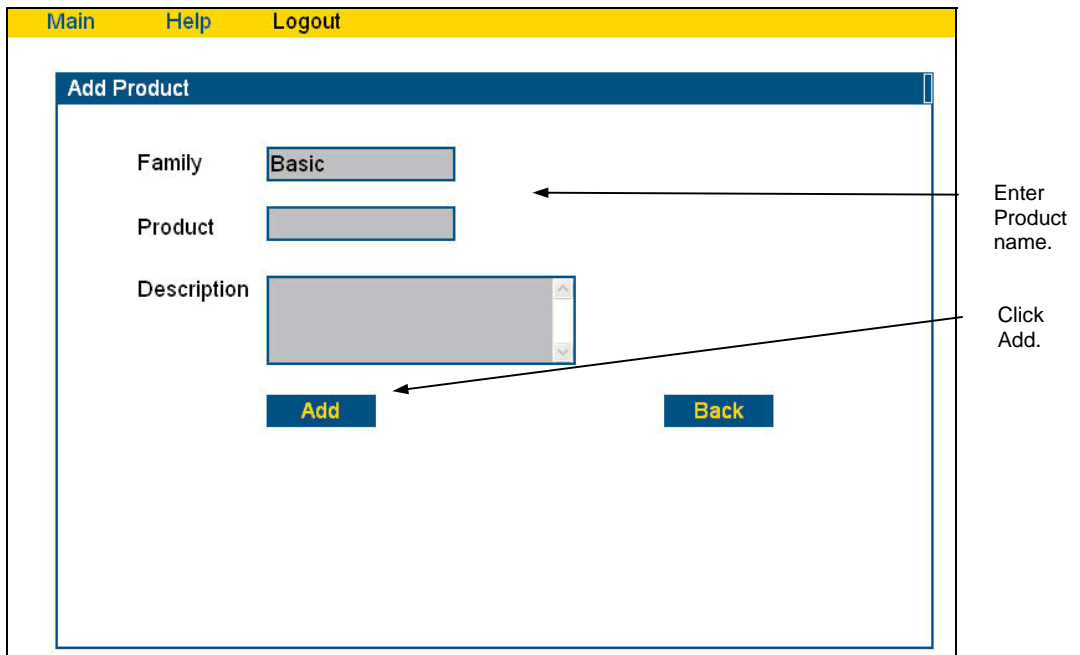 Main Help Logout
Add Product
Family Basic
Product
Description
Add Back
Enter
Product
name.
Click
Add.